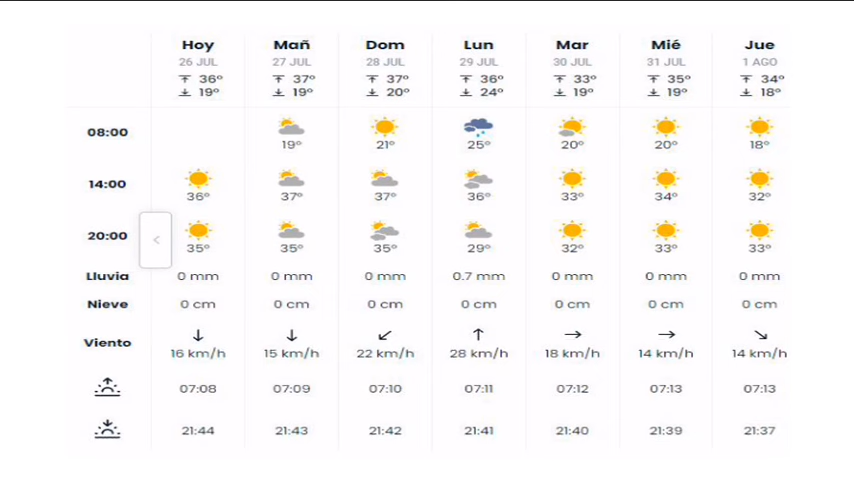 Hoy Mañ Dom Lun Mar Mié Jue
26 JUL 27 JUL 28 JUL 29 JUL 30 JUL 31 JUL 1 AGO
36° 37° 37° 36° 33° 35° 34°
19° 19° 20° 24° 19° 19° 18°
08:00 19° 21° 25° 20° 20° 18°
14:00 36° 37° 37° 36° 33° 34° 32°
20:00 35° 35° 35° 29° 32° 33° 33°
Lluvia 0 mm 0 mm 0 mm 0.7 mm 0 mm 0 mm 0 mm
Nieve 0 cm 0 cm 0 cm 0 cm 0 cm 0 cm 0 cm
Viento 16 km/h 15 km/h 22 km/h 28 km/h 18 km/h 14 km/h 14 km/h
07:08 07:09 07:10 07:11 07:12 07:13 07:13
21:44 21:43 21:42 21:41 21:40 21:39 21:37